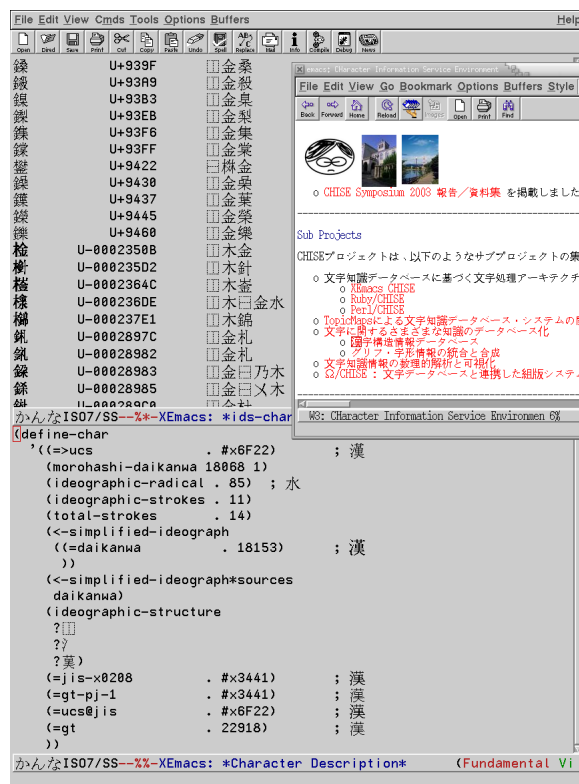 File Edit View Cmds Tools Options Buffers Help
Open Dired Save Print Cut Copy Paste Undo Spell Replace Mail Info Compile Debug News
鎟 U+939F ⿰金桑
鎩 U+93A9 ⿰金殺
鎳 U+93B3 ⿰金臬
鏫 U+93EB ⿰金梨
鏶 U+93F6 ⿰金集
鏿 U+93FF ⿰金棠
鐢 U+9422 ⿱桝金
鐰 U+9430 ⿰金喿
鐷 U+9437 ⿰金葉
鑅 U+9445 ⿰金榮
鑠 U+9460 ⿰金樂
U-0002350B ⿰木金
U-000235D2 ⿰木針
U-0002364C ⿰木崟
U-000236DE ⿰木⿱金水
U-000237E1 ⿰木錦
U-0002897C ⿰金札
U-00028982 ⿰金札
U-00028983 ⿰金⿱乃木
U-00028985 ⿰金⿱乂木
U-000289C0
かんなISO7/SS--%*-XEmacs: *ids-char
emacs: CHaracter Information Service Environment
File Edit View Go Bookmark Options Buffers Style
Back Forward Home Reload Images Open Print Find
o CHISE Symposium 2003 報告／資料集 を掲載しました
Sub Projects
CHISEプロジェクトは、以下のようなサブプロジェクトの集
o 文字知識データベースに基づく文字処理アーキテクチ
o XEmacs CHISE
o Ruby/CHISE
o Perl/CHISE
o TopicMapsによる文字知識データベース・システムの
o 文字に関するさまざまな知識のデータベース化
o 漢字構造情報データベース
o グリフ・字形情報の統合と合成
o 文字知識情報の数理的解析と可視化
o Ω/CHISE : 文字データベースと連携した組版システム
W3: CHaracter Information Service Environmen 6%
(define-char
'((=>ucs . #x6F22) ; 漢
(morohashi-daikanwa 18068 1)
(ideographic-radical . 85) ; 水
(ideographic-strokes . 11)
(total-strokes . 14)
(<-simplified-ideograph
((=daikanwa . 18153) ; 漢
))
(<-simplified-ideograph*sources
daikanwa)
(ideographic-structure
?⿰
?氵
?𦰩)
(=jis-x0208 . #x3441) ; 漢
(=gt-pj-1 . #x3441) ; 漢
(=ucs@jis . #x6F22) ; 漢
(=gt . 22918) ; 漢
))
かんなISO7/SS--%%-XEmacs: *Character Description* (Fundamental Vi